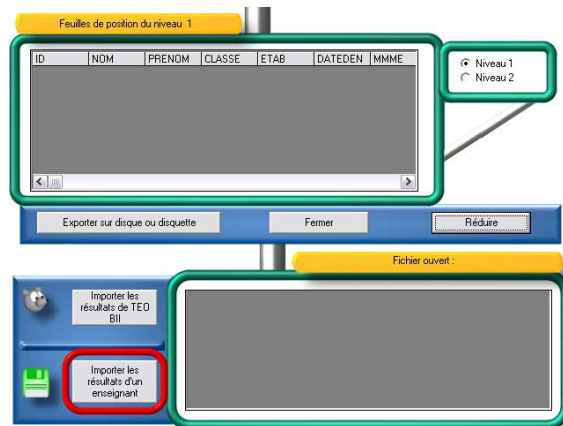 Feuilles de position du niveau 1
ID NOM PRENOM CLASSE ETAB DATEDEN MMME
Niveau 1
Niveau 2
Exporter sur disque ou disquette Fermer Réduire
Fichier ouvert :
Importer les
résultats de TEO
BII
Importer les
résultats d'un
enseignant